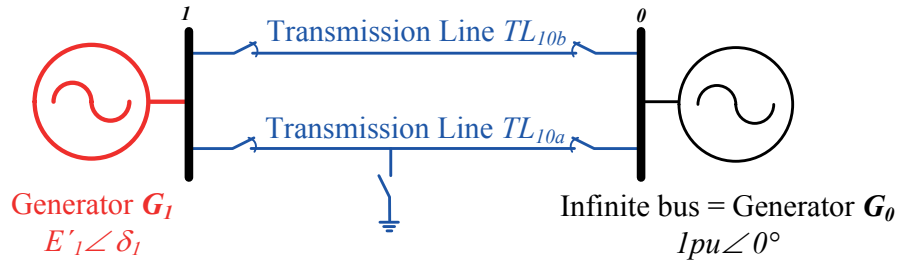 1
0
Transmission Line TL10b
Transmission Line TL10a
Generator G1
E′1∠ δ1
Infinite bus = Generator G0
1pu∠ 0°